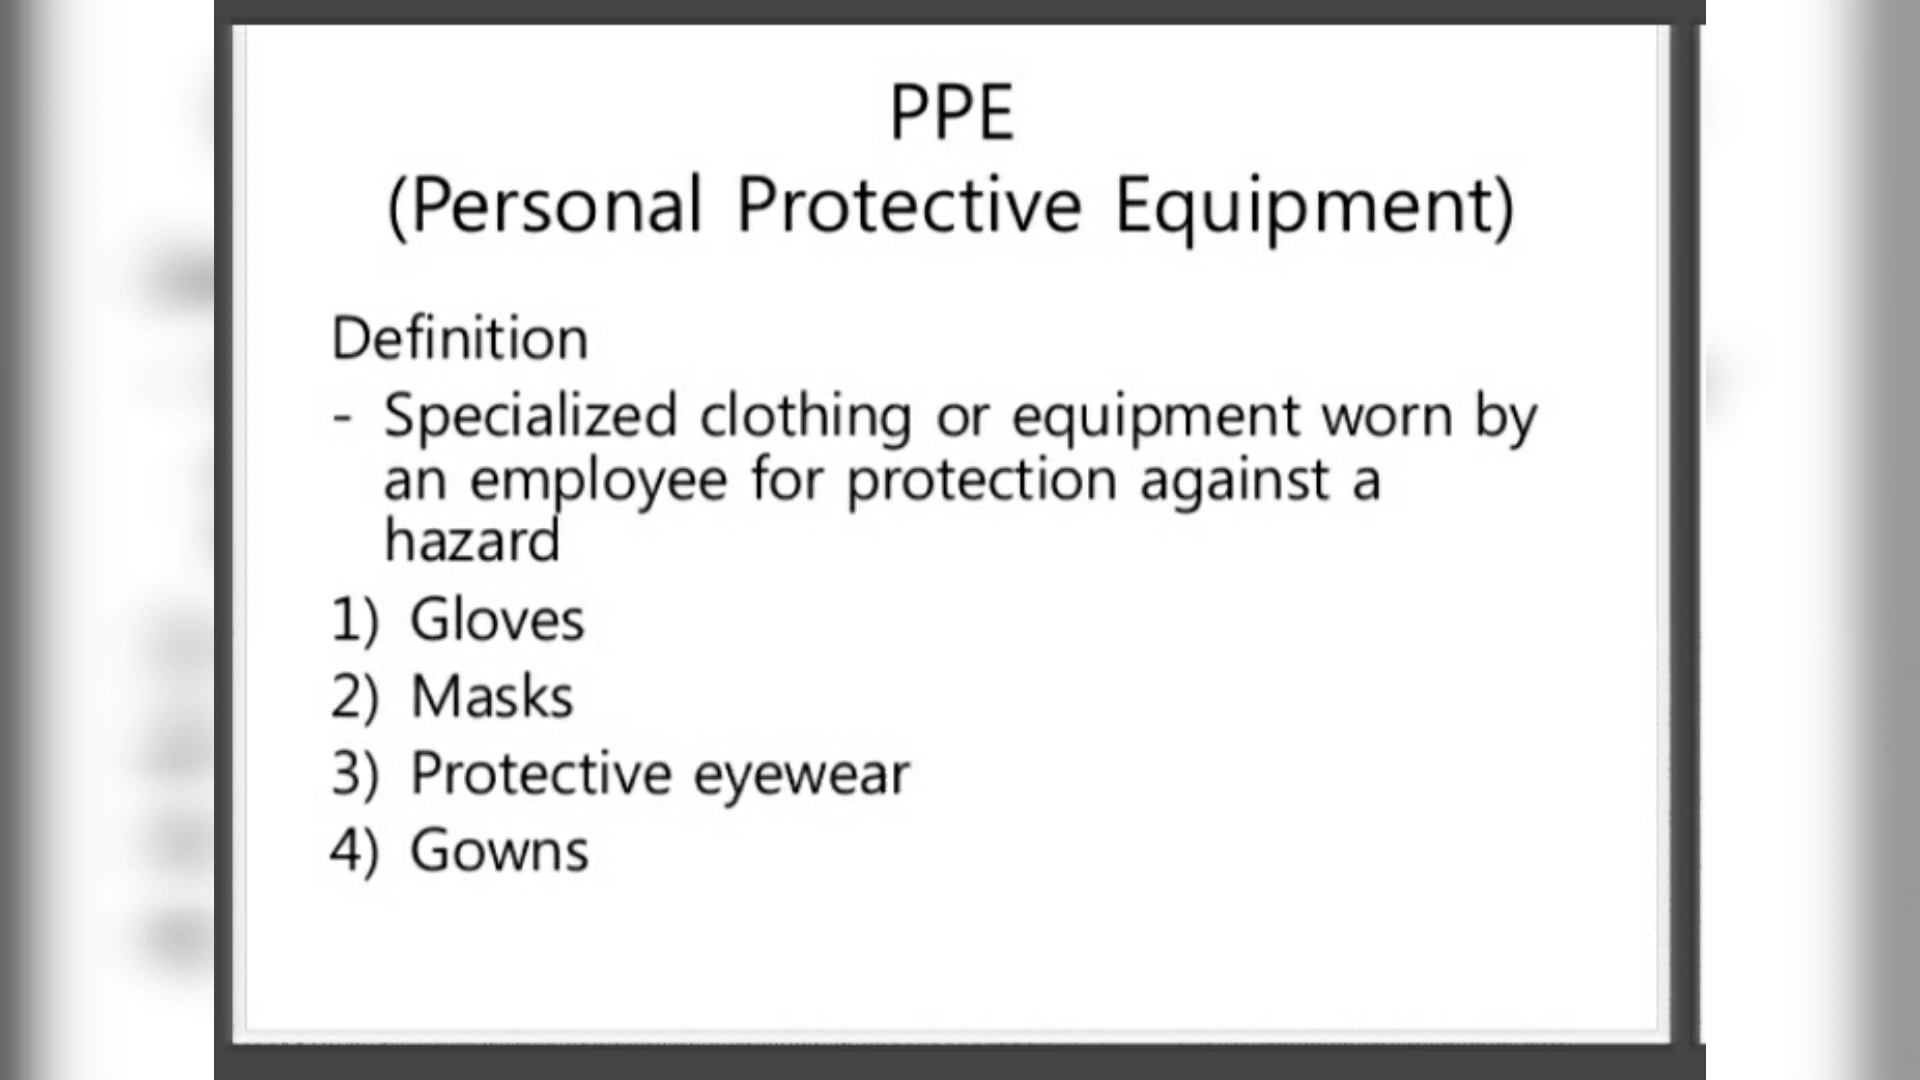 PPE
(Personal Protective Equipment)
Definition
- Specialized clothing or equipment worn by
an employee for protection against a
hazard
1) Gloves
2) Masks
3) Protective eyewear
4) Gowns